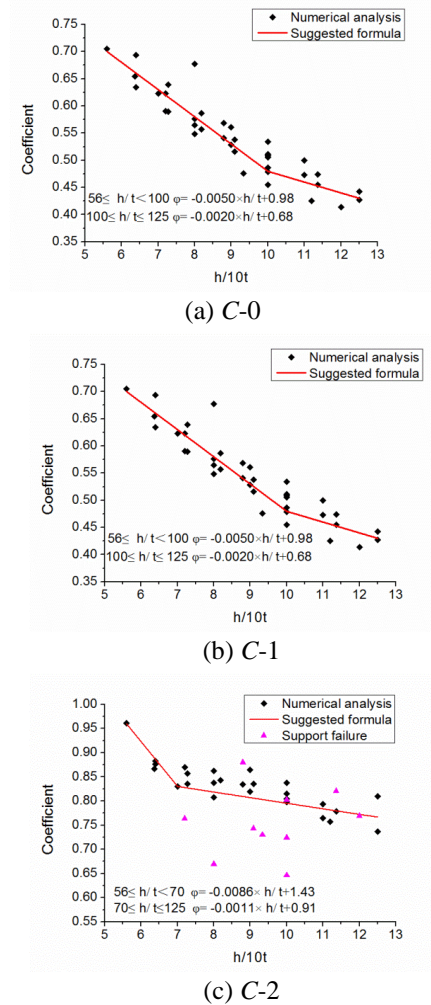 Numerical analysis
Suggested formula
0.75
0.70
0.65
0.60
0.55
0.50
0.45
0.40
0.35
Coefficient
56≤ h/ t<100 φ= -0.0050×h/ t+0.98
100≤ h/ t≤ 125 φ= -0.0020×h/ t+0.68
5 6 7 8 9 10 11 12 13
h/10t
(a) C-0
Numerical analysis
Suggested formula
0.75
0.70
0.65
0.60
0.55
0.50
0.45
0.40
0.35
Coefficient
56≤ h/ t<100 φ= -0.0050×h/ t+0.98
100≤ h/ t≤ 125 φ= -0.0020×h/ t+0.68
5 6 7 8 9 10 11 12 13
h/10t
(b) C-1
Numerical analysis
Suggested formula
Support failure
1.00
0.95
0.90
0.85
0.80
0.75
0.70
0.65
0.60
0.55
Coefficient
56≤ h/ t<70 φ= -0.0086× h/ t+1.43
70≤ h/ t≤125 φ= -0.0011× h/ t+0.91
5 6 7 8 9 10 11 12 13
h/10t
(c) C-2